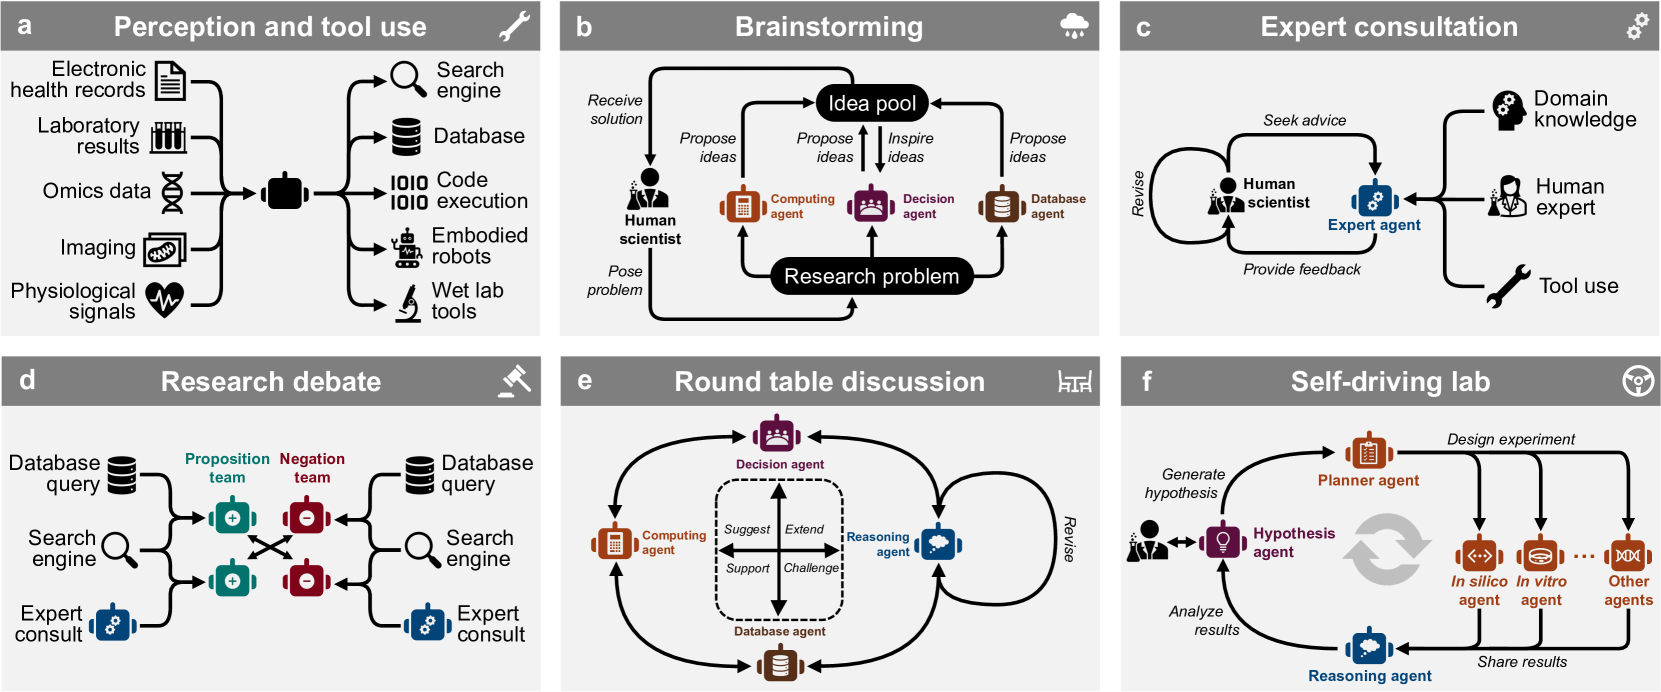 a Perception and tool use
Electronic
health records
Laboratory
results
Omics data
Imaging
Physiological
signals
Search
engine
Database
IOIO
IOIO
Code
execution
Embodied
robots
Wet lab
tools
b Brainstorming
Receive
solution
Idea pool
Propose
ideas
Propose
ideas
Inspire
ideas
Propose
ideas
Human
scientist
Computing
agent
Decision
agent
Database
agent
Pose
problem
Research problem
c Expert consultation
Seek advice
Revise
Human
scientist
Expert agent
Provide feedback
Domain
knowledge
Human
expert
Tool use
d Research debate
Database
query
Search
engine
Expert
consult
Proposition
team
Negation
team
Database
query
Search
engine
Expert
consult
e Round table discussion
Decision agent
Computing
agent
Suggest
Extend
Support
Challenge
Reasoning
agent
Revise
Database agent
f Self-driving lab
Generate
hypothesis
Planner agent
Design experiment
Hypothesis
agent
In silico
agent
In vitro
agent
...
Other
agents
Analyze
results
Reasoning agent
Share results